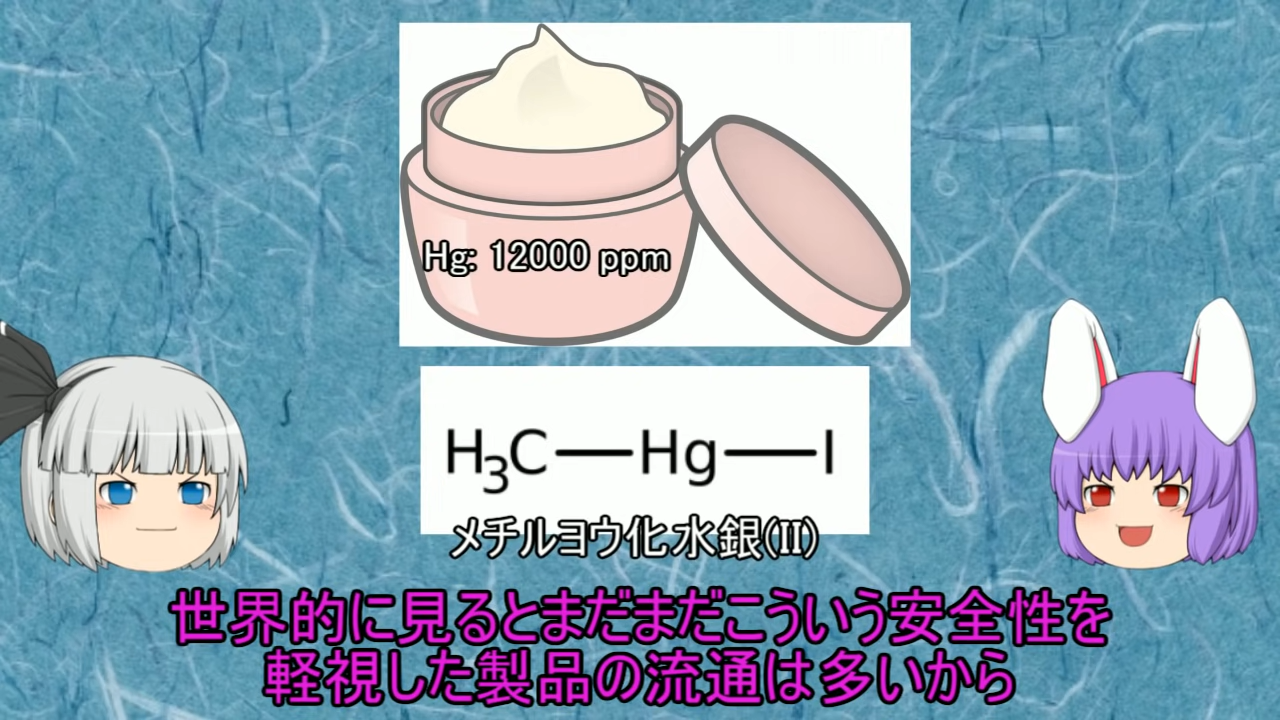 Hg: 12000 ppm
H₃C—Hg—I
メチルヨウ化水銀(II)
世界的に見るとまだまだこういう安全性を
軽視した製品の流通は多いから